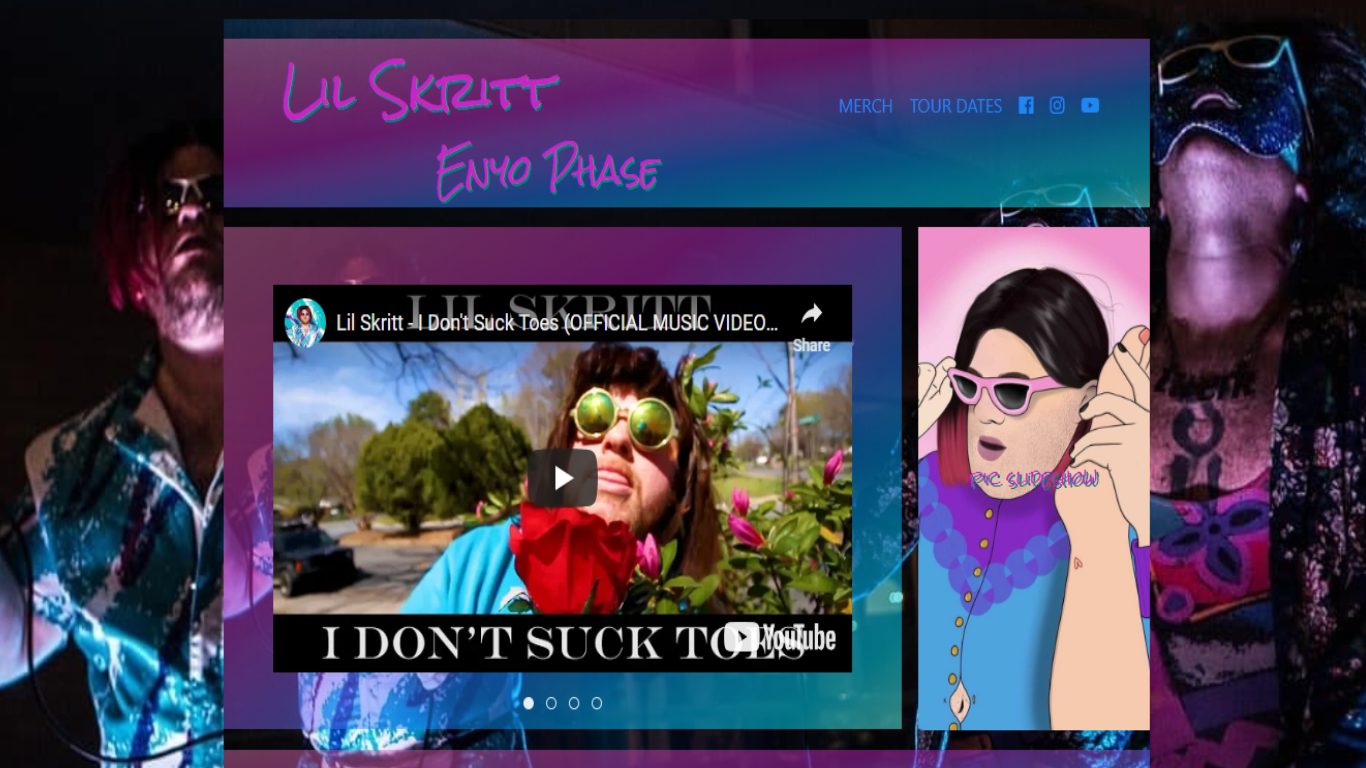 Lil Skritt
Enyo Phase
MERCH TOUR DATES
LIL SKRITT
Lil Skritt - I Don't Suck Toes (OFFICIAL MUSIC VIDEO...
Share
I DON'T SUCK TOES
YouTube
PIC SLIDESHOW